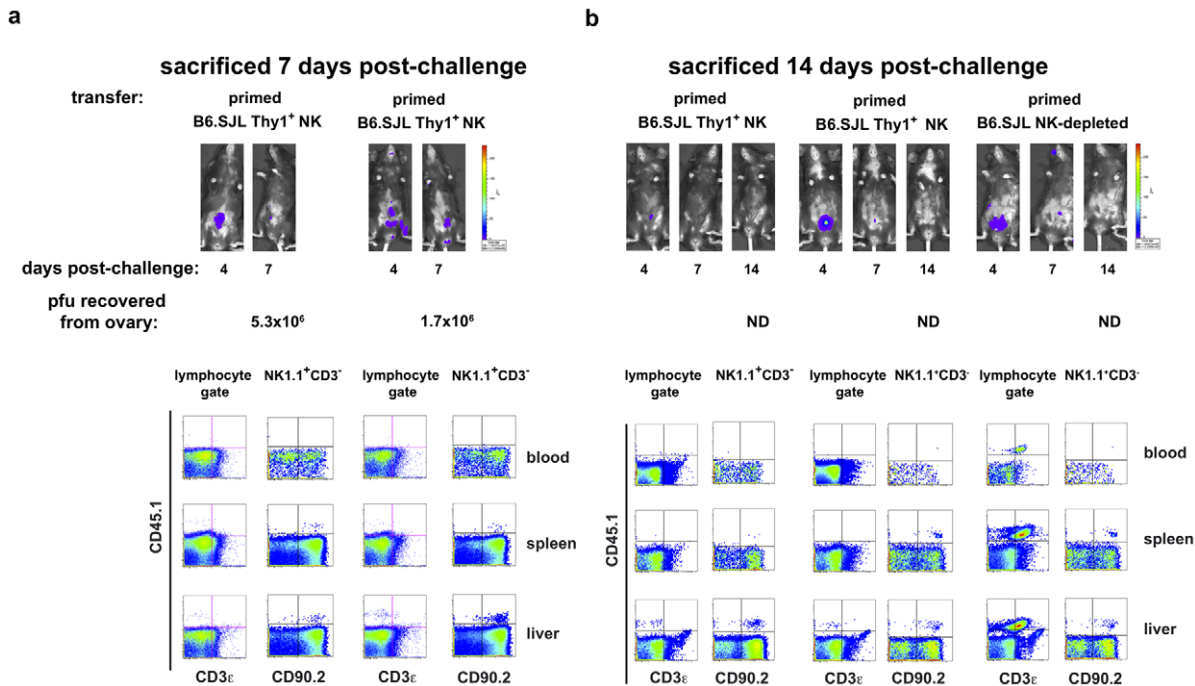 a
sacrificed 7 days post-challenge
transfer:
primed
B6.SJL Thy1⁺ NK
primed
B6.SJL Thy1⁺ NK
days post-challenge:
4 7 4 7
pfu recovered
from ovary:
5.3x10⁶ 1.7x10⁶
lymphocyte
gate
NK1.1⁺CD3⁻
lymphocyte
gate
NK1.1⁺CD3⁻
blood
spleen
liver
CD45.1
CD3ε CD90.2 CD3ε CD90.2
b
sacrificed 14 days post-challenge
primed
B6.SJL Thy1⁺ NK
primed
B6.SJL Thy1⁺ NK
primed
B6.SJL NK-depleted
4 7 14 4 7 14 4 7 14
ND ND ND
lymphocyte
gate
NK1.1⁺CD3⁻
lymphocyte
gate
NK1.1⁺CD3⁻
lymphocyte
gate
NK1.1⁺CD3⁻
blood
spleen
liver
CD45.1
CD3ε CD90.2 CD3ε CD90.2 CD3ε CD90.2